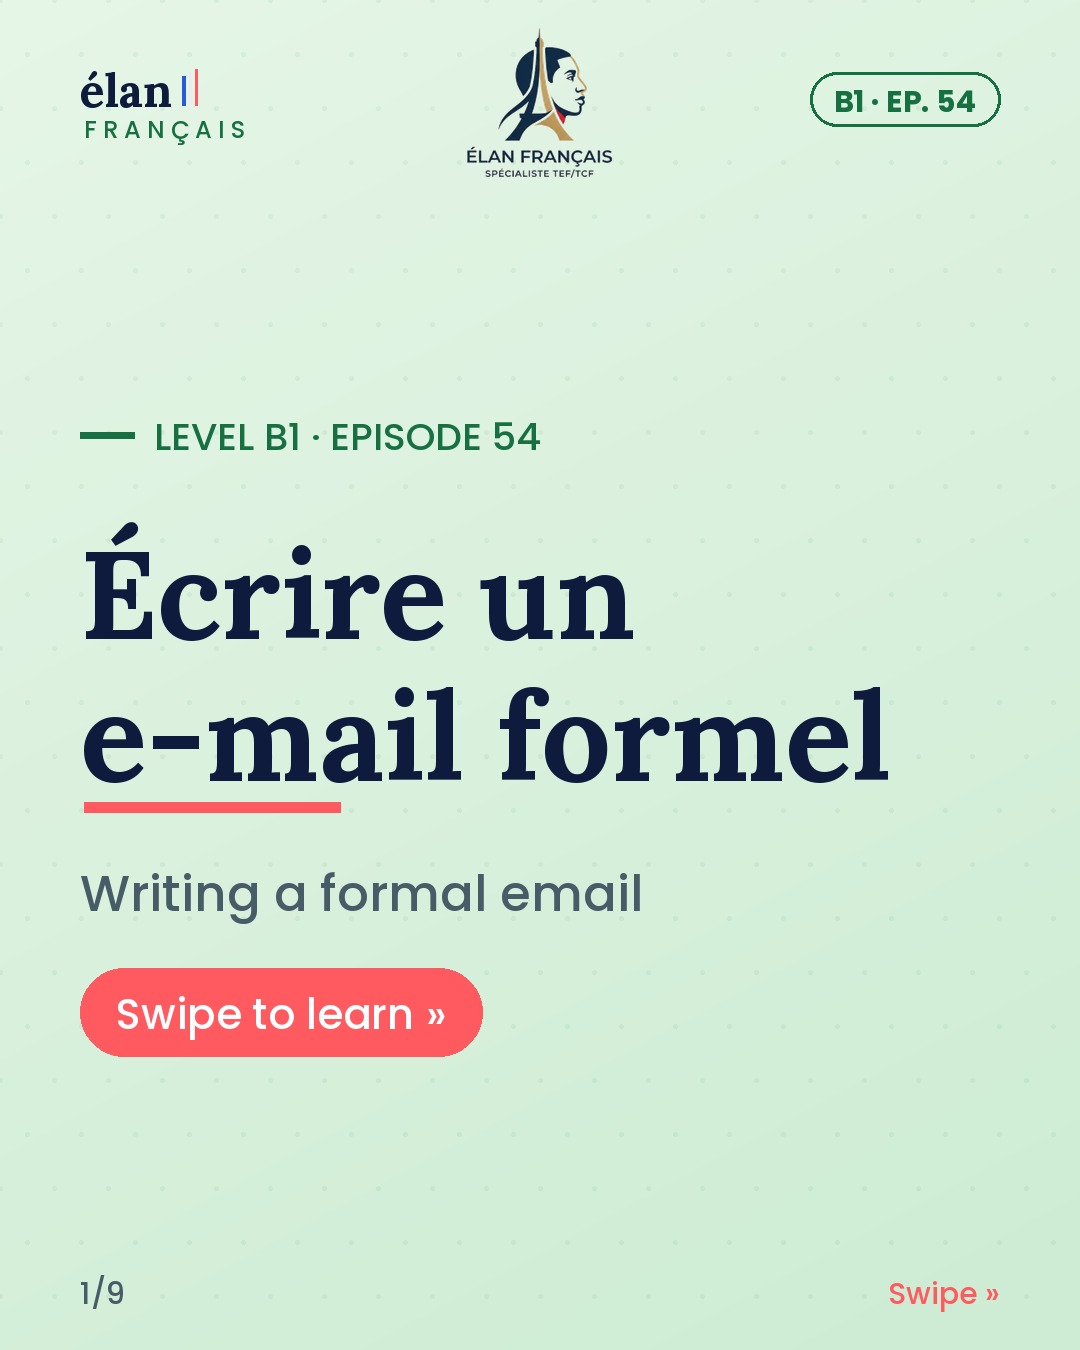 élan
FRANÇAIS
ÉLAN FRANÇAIS
SPÉCIALISTE TEF/TCF
B1 · EP. 54
LEVEL B1 · EPISODE 54
Écrire un
e-mail formel
Writing a formal email
Swipe to learn »
1/9
Swipe »